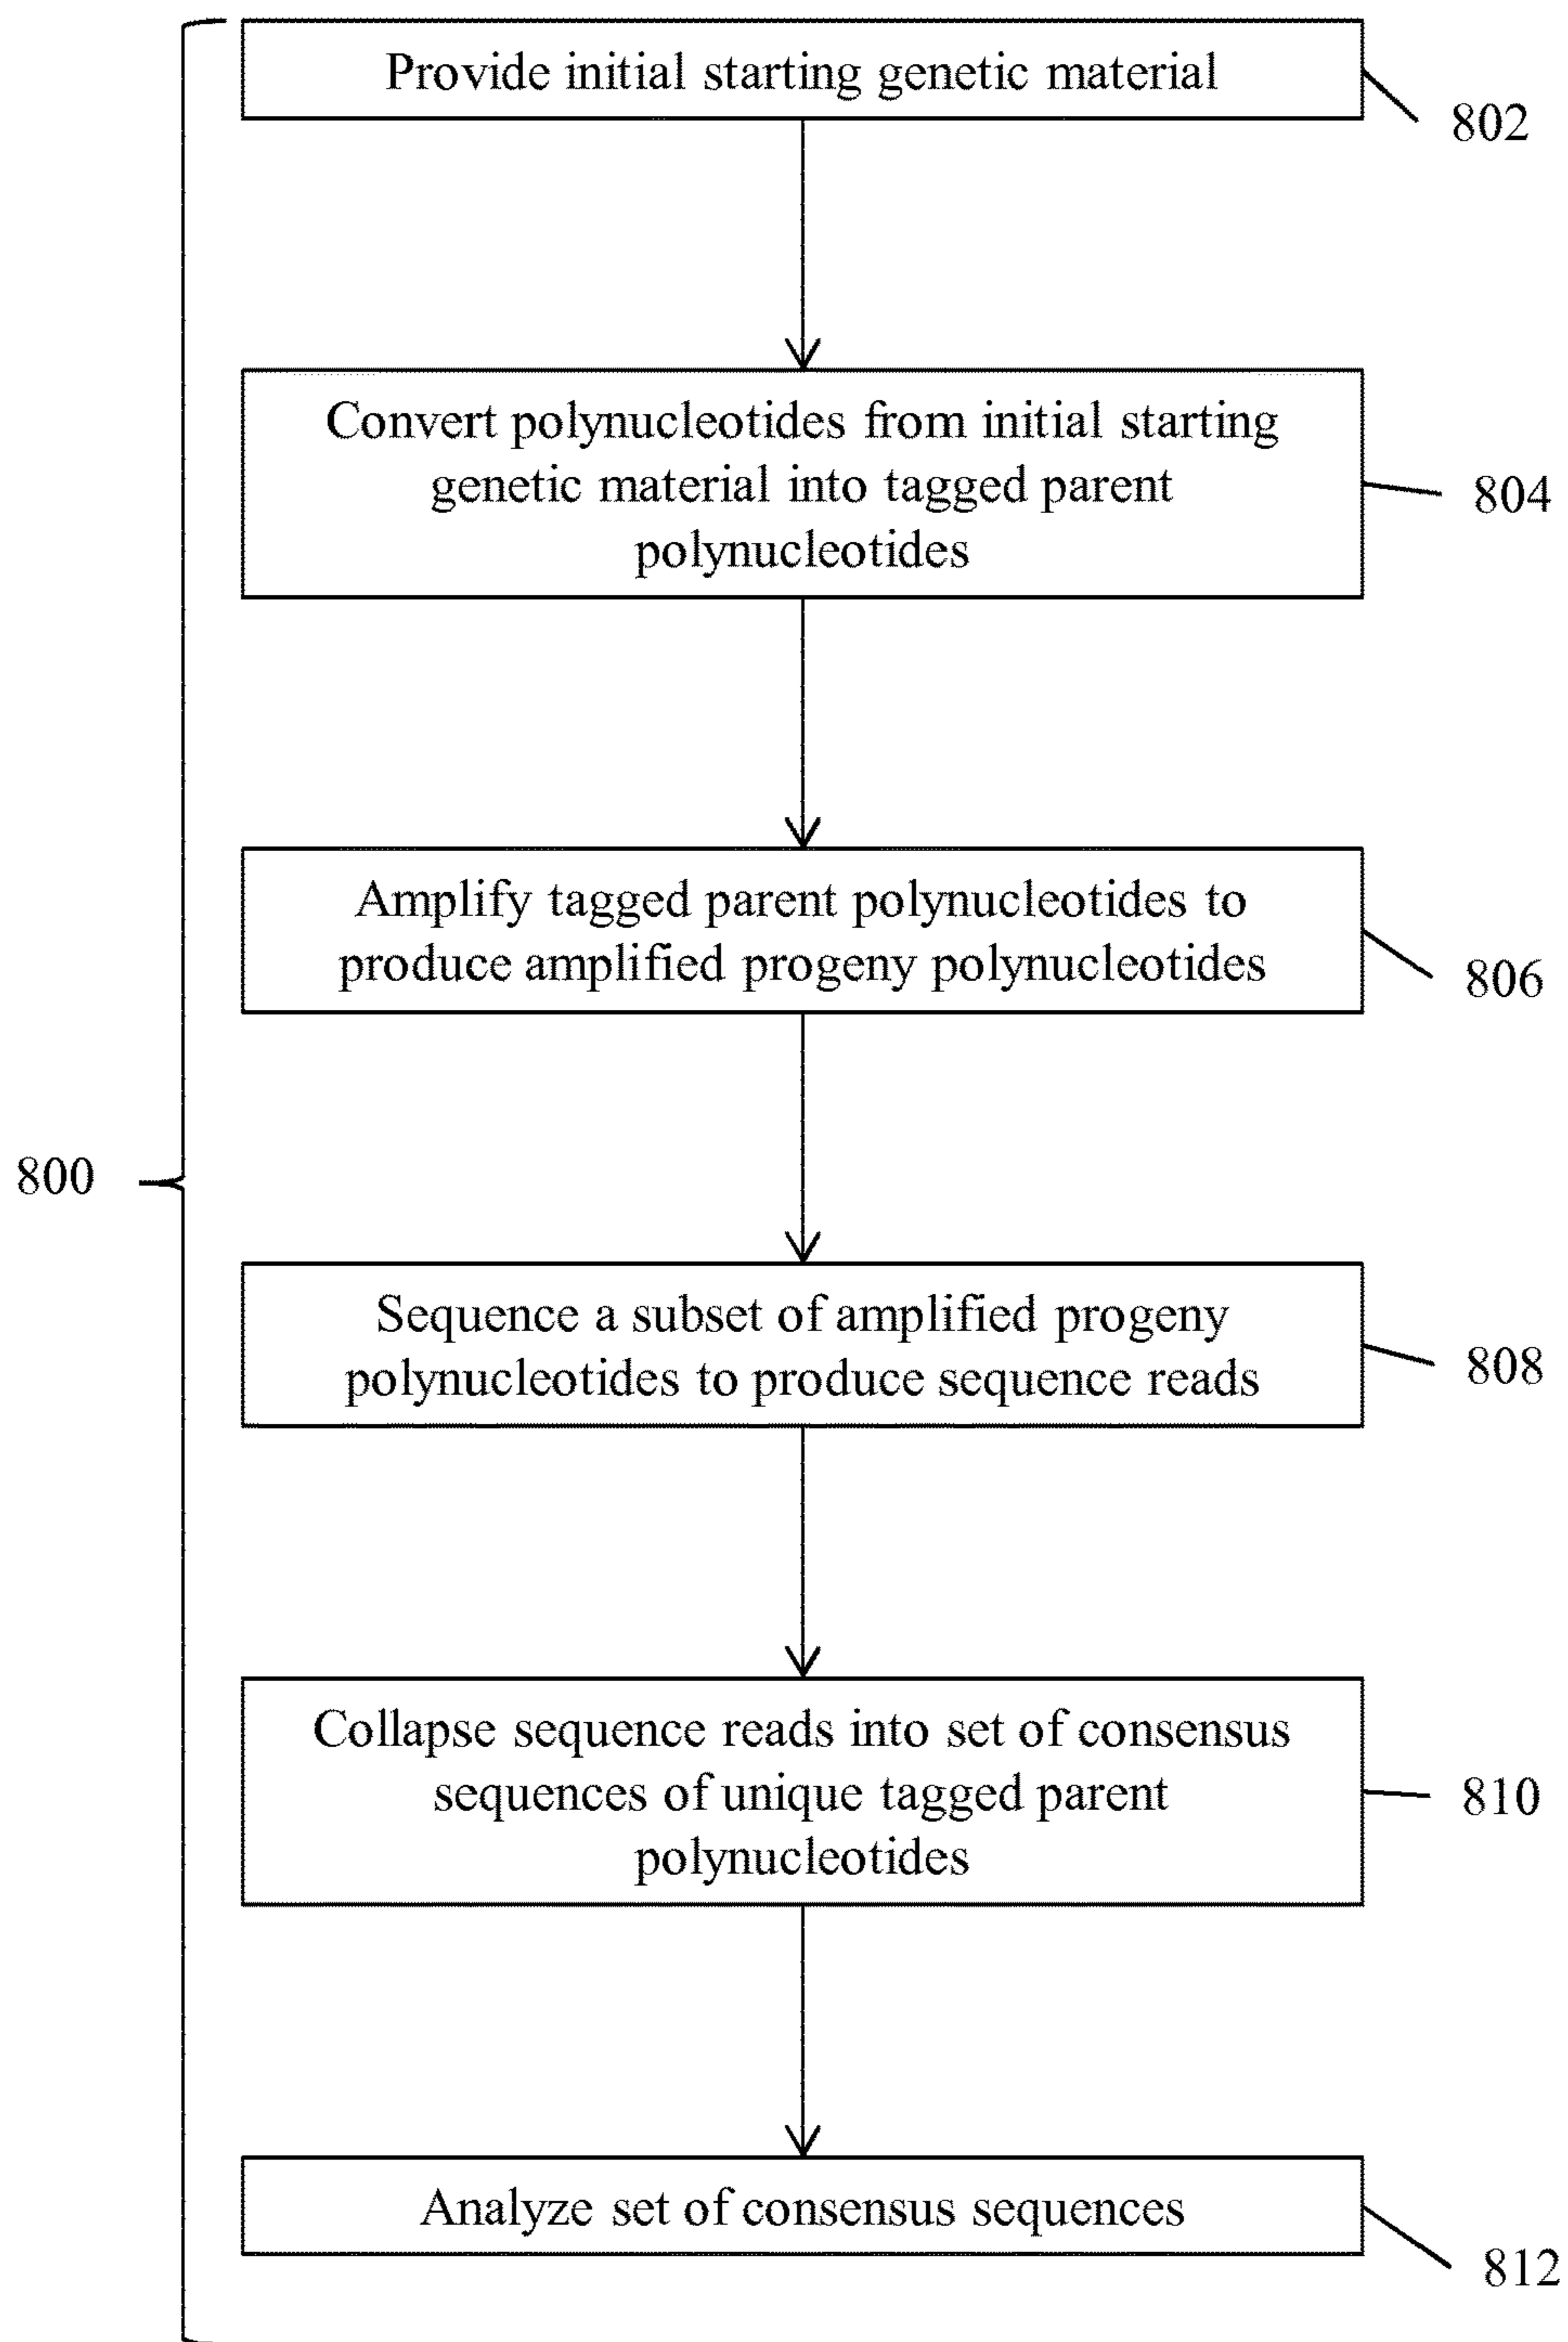 Provide initial starting genetic material
802
Convert polynucleotides from initial starting
genetic material into tagged parent
polynucleotides
804
Amplify tagged parent polynucleotides to
produce amplified progeny polynucleotides
806
800
Sequence a subset of amplified progeny
polynucleotides to produce sequence reads
808
Collapse sequence reads into set of consensus
sequences of unique tagged parent
polynucleotides
810
Analyze set of consensus sequences
812